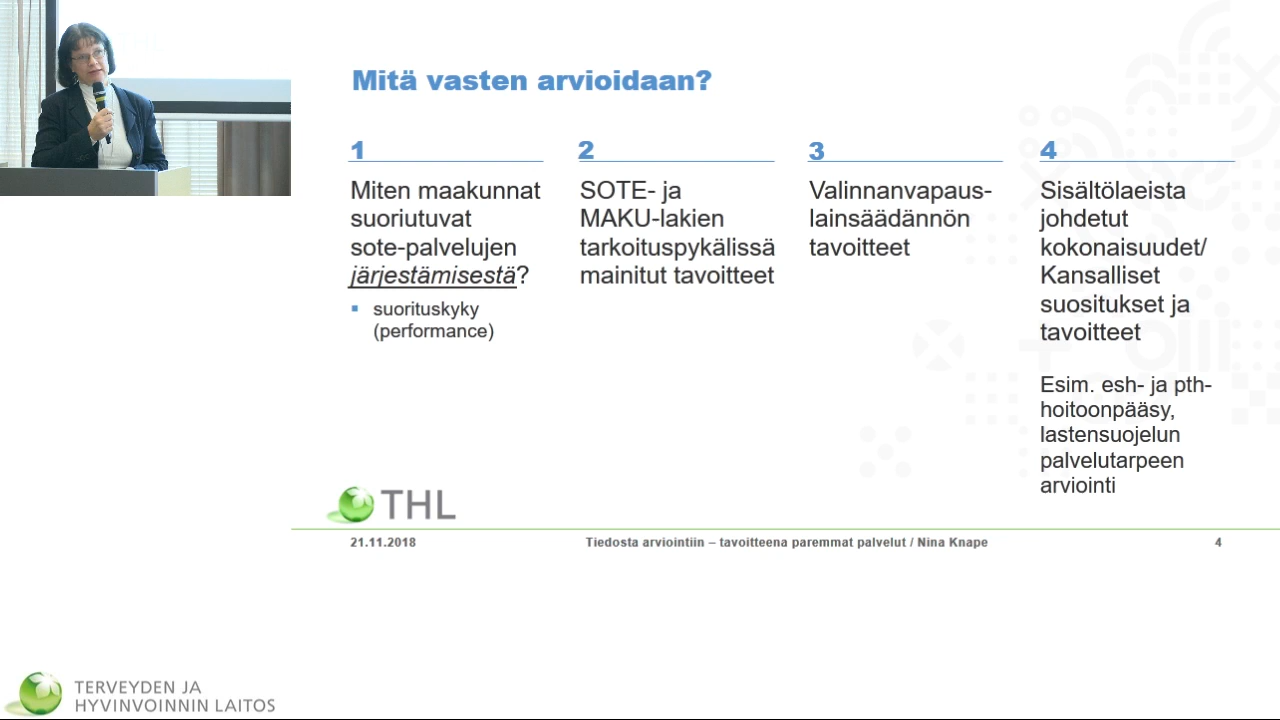 Mitä vasten arvioidaan?
1
Miten maakunnat
suoriutuvat
sote-palvelujen
järjestämisestä?
▪ suorituskyky
(performance)
2
SOTE- ja
MAKU-lakien
tarkoituspykälissä
mainitut tavoitteet
3
Valinnanvapaus-
lainsäädännön
tavoitteet
4
Sisältölaeista
johdetut
kokonaisuudet/
Kansalliset
suositukset ja
tavoitteet
Esim. esh- ja pth-
hoitoonpääsy,
lastensuojelun
palvelutarpeen
arviointi
THL
21.11.2018
Tiedosta arviointiin – tavoitteena paremmat palvelut / Nina Knape
4
TERVEYDEN JA
HYVINVOINNIN LAITOS